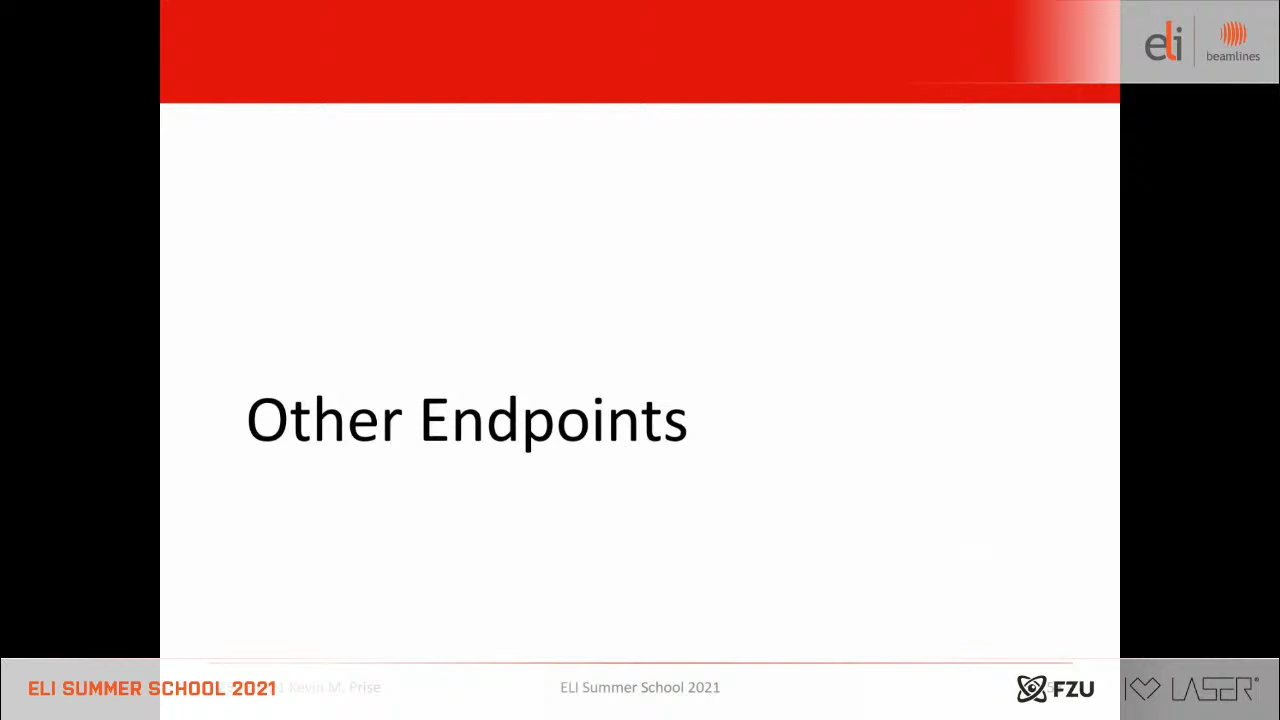 eli
beamlines
Other Endpoints
ELI SUMMER SCHOOL 2021
Kevin M. Prise
ELI Summer School 2021
FZU
LASER